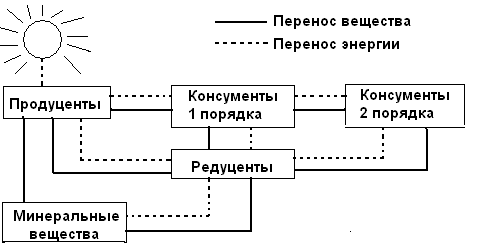 Перенос вещества
Перенос энергии
Продуценты
Консументы
1 порядка
Консументы
2 порядка
Редуценты
Минеральные
вещества